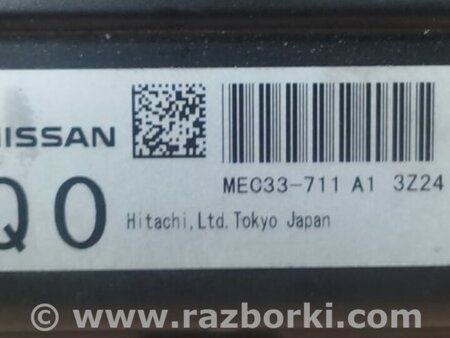 NISSAN
MEC33-711 A1 3Z24
Q0
Hitachi,Ltd.Tokyo Japan
© www.razborki.com